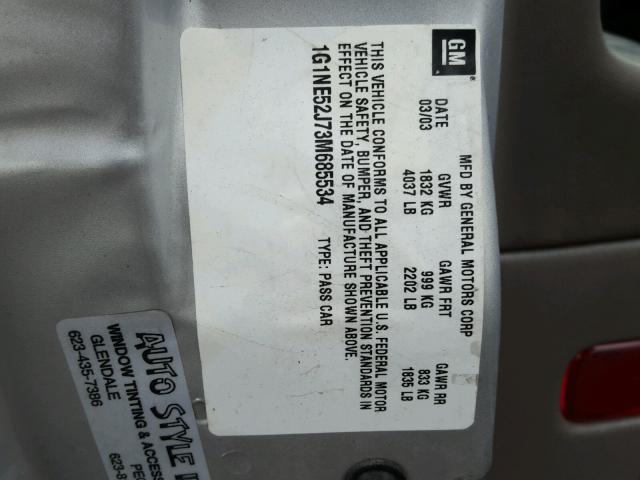 GM
MFD BY GENERAL MOTORS CORP
DATE GVWR GAWR FRT GAWR RR
03/03 1832 KG 999 KG 833 KG
4037 LB 2202 LB 1835 LB
THIS VEHICLE CONFORMS TO ALL APPLICABLE U.S. FEDERAL MOTOR
VEHICLE SAFETY, BUMPER, AND THEFT PREVENTION STANDARDS IN
EFFECT ON THE DATE OF MANUFACTURE SHOWN ABOVE.
1G1NE52J73M685534 TYPE: PASS CAR
AUTO STYLE
WINDOW TINTING & ACCESS
GLENDALE
623-435-7386
623-8